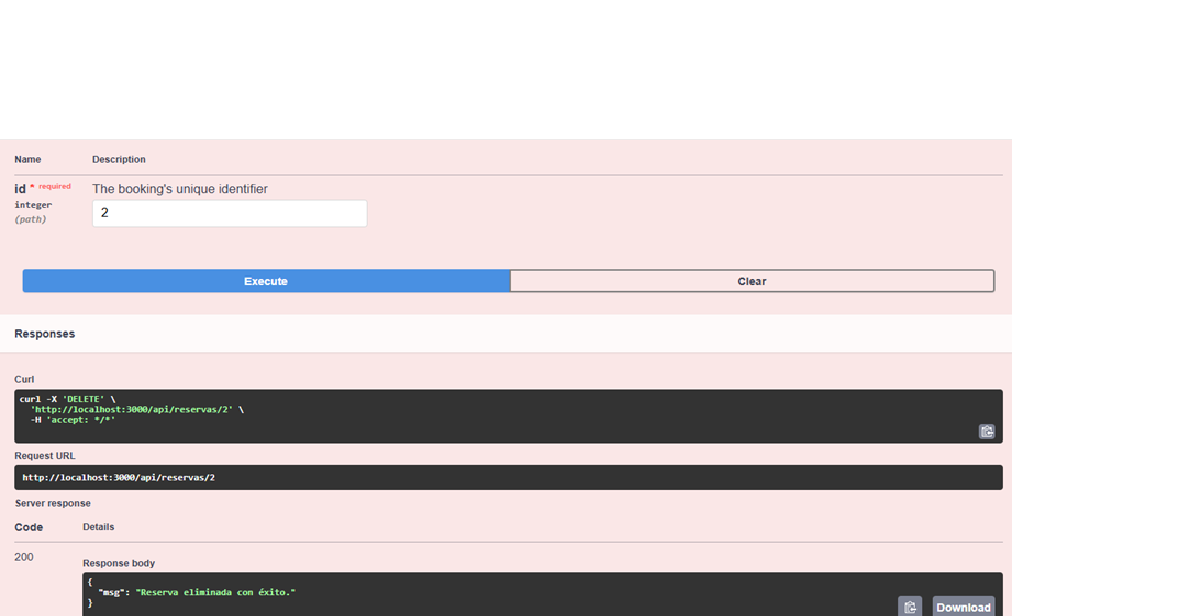 Name Description
id * required The booking's unique identifier
integer 2
(path)
Execute Clear
Responses
Curl
curl -X 'DELETE' \
'http://localhost:3000/api/reservas/2' \
-H 'accept: */*'
Request URL
http://localhost:3000/api/reservas/2
Server response
Code Details
200
Response body
{
"msg": "Reserva eliminada con éxito."
}
Download